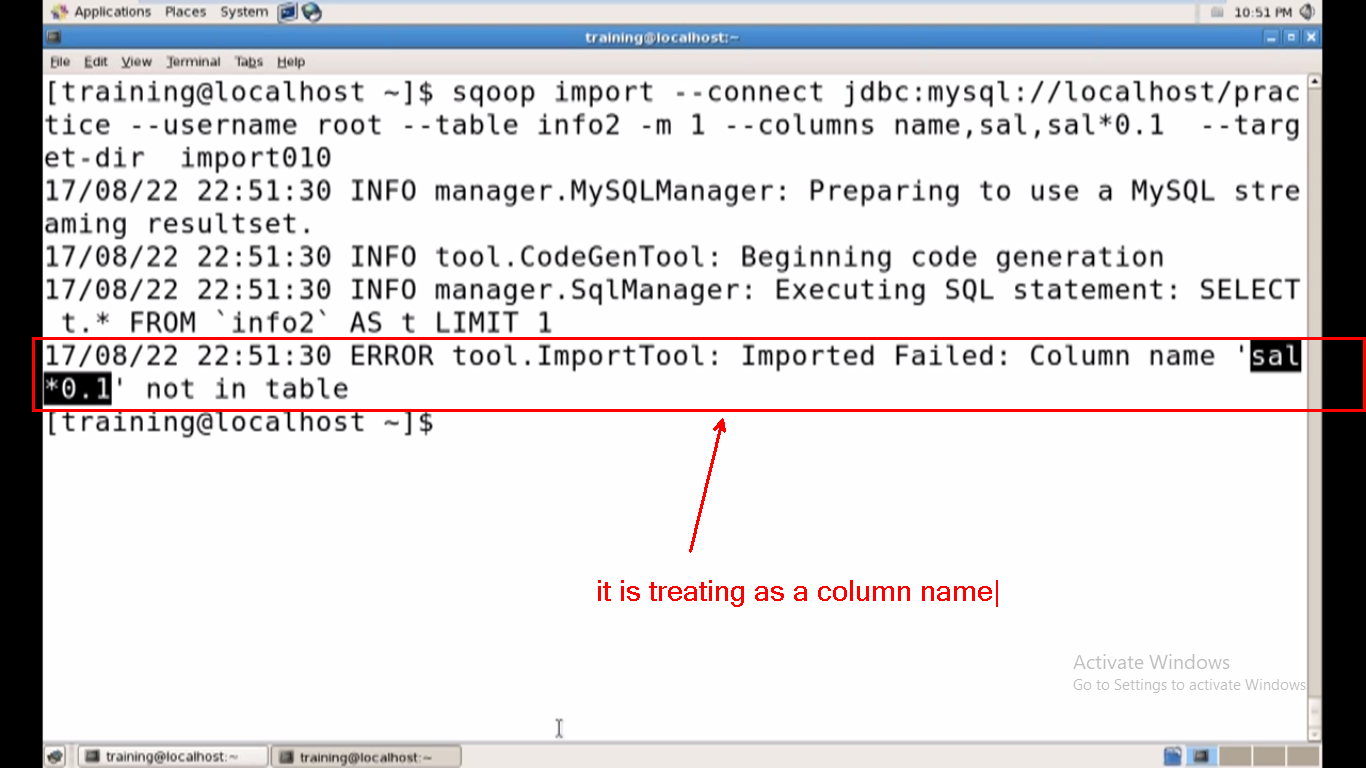 Applications Places System 10:51 PM
training@localhost:~
File Edit View Terminal Tabs Help
[training@localhost ~]$ sqoop import --connect jdbc:mysql://localhost/prac
tice --username root --table info2 -m 1 --columns name,sal,sal*0.1  --targ
et-dir  import010
17/08/22 22:51:30 INFO manager.MySQLManager: Preparing to use a MySQL stre
aming resultset.
17/08/22 22:51:30 INFO tool.CodeGenTool: Beginning code generation
17/08/22 22:51:30 INFO manager.SqlManager: Executing SQL statement: SELECT
 t.* FROM `info2` AS t LIMIT 1
17/08/22 22:51:30 ERROR tool.ImportTool: Imported Failed: Column name 'sal
*0.1' not in table
[training@localhost ~]$
it is treating as a column name
Activate Windows
Go to Settings to activate Windows
training@localhost:~ training@localhost:~